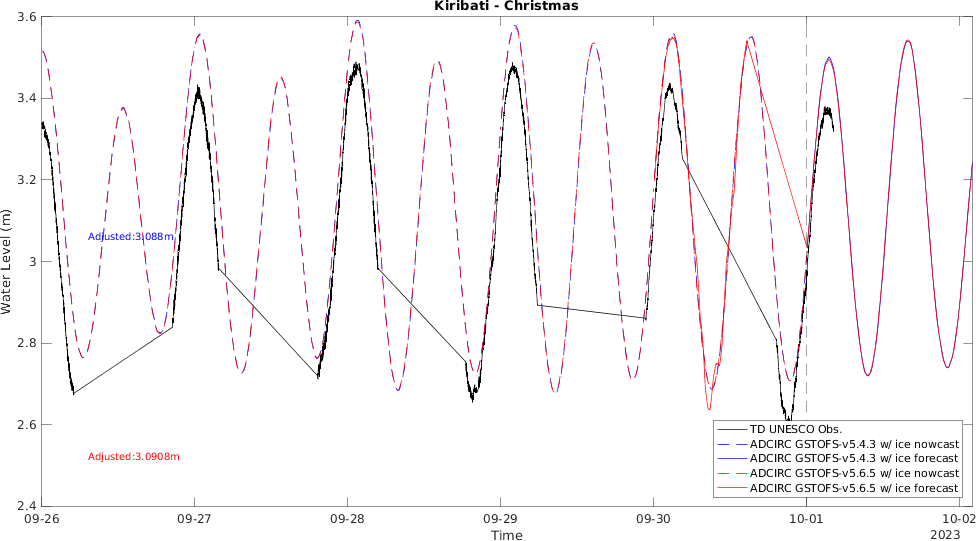 Kiribati - Christmas
3.6
3.4
3.2
3
2.8
2.6
2.4
Water Level (m)
Adjusted:3.088m
Adjusted:3.0908m
TD UNESCO Obs.
ADCIRC GSTOFS-v5.4.3 w/ ice nowcast
ADCIRC GSTOFS-v5.4.3 w/ ice forecast
ADCIRC GSTOFS-v5.6.5 w/ ice nowcast
ADCIRC GSTOFS-v5.6.5 w/ ice forecast
09-26 09-27 09-28 09-29 09-30 10-01 10-02
Time
2023